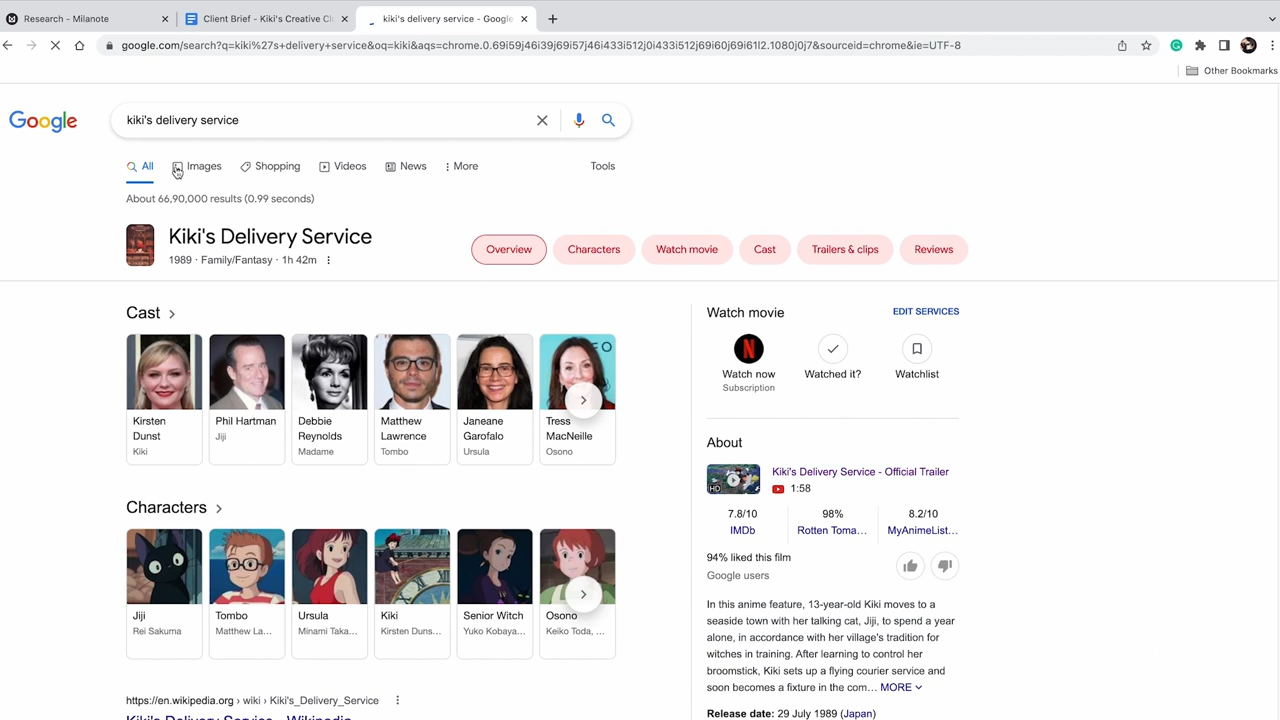 Research - Milanote
Client Brief - Kiki's Creative Cl
kiki's delivery service - Google
google.com/search?q=kiki%27s+delivery+service&oq=kiki&aqs=chrome.0.69i59j46i39j69i57j46i433i512j0i433i512j69i60j69i61l2.1080j0j7&sourceid=chrome&ie=UTF-8
Other Bookmarks
Google
kiki's delivery service
All
Images
Shopping
Videos
News
More
Tools
About 66,90,000 results (0.99 seconds)
Kiki's Delivery Service
1989 · Family/Fantasy · 1h 42m
Overview
Characters
Watch movie
Cast
Trailers & clips
Reviews
Cast
Kirsten
Dunst
Kiki
Phil Hartman
Jiji
Debbie
Reynolds
Madame
Matthew
Lawrence
Tombo
Janeane
Garofalo
Ursula
Tress
MacNeille
Osono
Characters
Jiji
Rei Sakuma
Tombo
Matthew La...
Ursula
Minami Taka...
Kiki
Kirsten Duns...
Senior Witch
Yuko Kobaya...
Osono
Keiko Toda, ...
https://en.wikipedia.org › wiki › Kiki's_Delivery_Service
Kiki's Delivery Service - Wikipedia
Watch movie
EDIT SERVICES
N
Watch now
Subscription
Watched it?
Watchlist
About
HD
Kiki's Delivery Service - Official Trailer
1:58
7.8/10
IMDb
98%
Rotten Toma...
8.2/10
MyAnimeList...
94% liked this film
Google users
In this anime feature, 13-year-old Kiki moves to a
seaside town with her talking cat, Jiji, to spend a year
alone, in accordance with her village's tradition for
witches in training. After learning to control her
broomstick, Kiki sets up a flying courier service and
soon becomes a fixture in the com... MORE
Release date: 29 July 1989 (Japan)